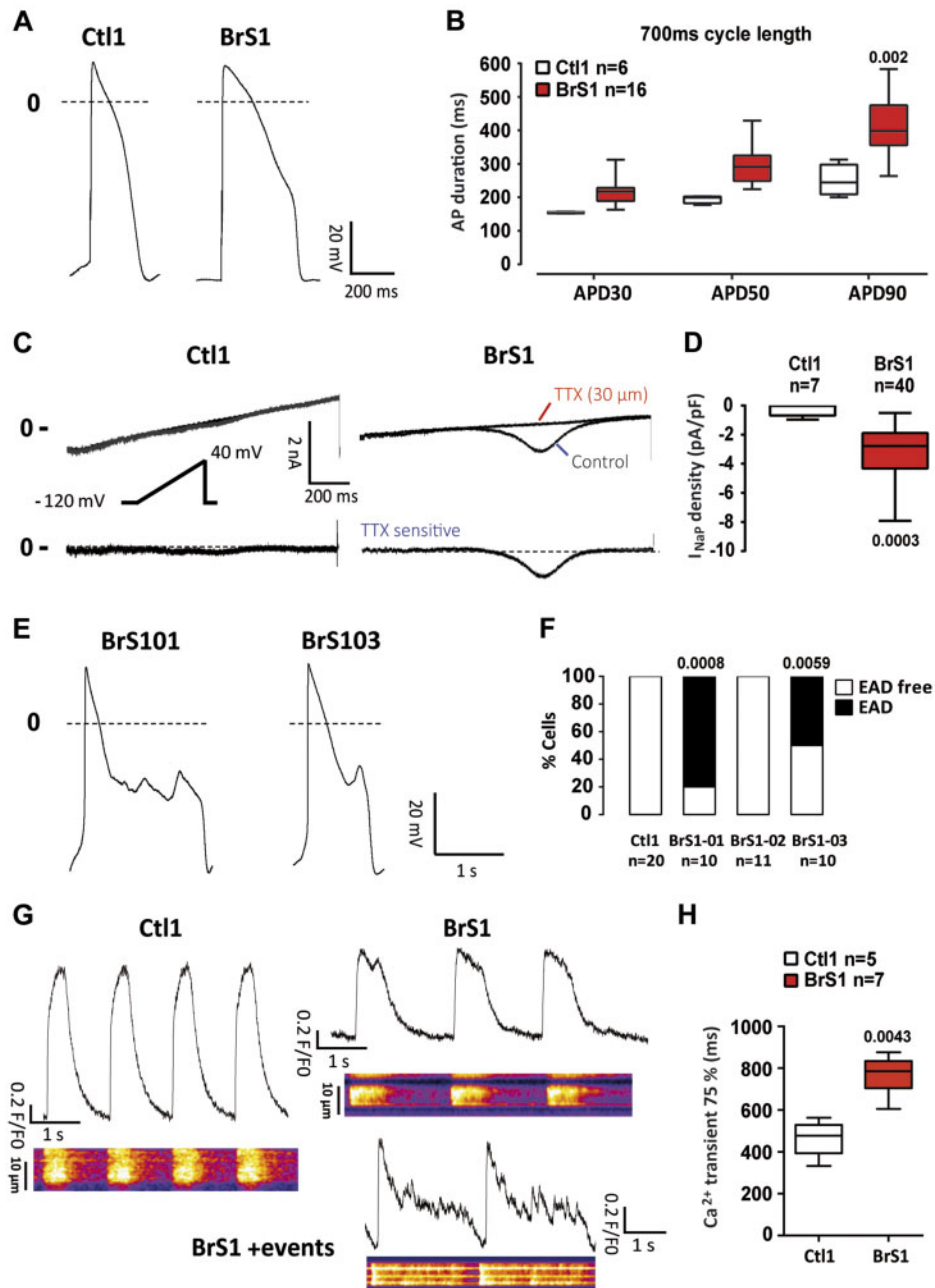 A
Ctl1
BrS1
0
20 mV
200 ms
B
700ms cycle length
Ctl1 n=6
BrS1 n=16
0.002
AP duration (ms)
600
500
400
300
200
100
0
APD30
APD50
APD90
C
Ctl1
BrS1
0 -
40 mV
-120 mV
2 nA
200 ms
TTX (30 µm)
Control
0-
TTX sensitive
D
Ctl1
n=7
BrS1
n=40
INaP density (pA/pF)
0
-2
-4
-6
-8
-10
0.0003
E
BrS101
BrS103
0
20 mV
1 s
F
0.0008
0.0059
% Cells
100
80
60
40
20
0
EAD free
EAD
Ctl1
n=20
BrS1-01
n=10
BrS1-02
n=11
BrS1-03
n=10
G
Ctl1
BrS1
0.2 F/F0
1 s
10 µm
0.2 F/F0
1 s
10 µm
BrS1 +events
0.2 F/F0
1 s
H
Ctl1 n=5
BrS1 n=7
0.0043
Ca2+ transient 75 % (ms)
1000
800
600
400
200
0
Ctl1
BrS1